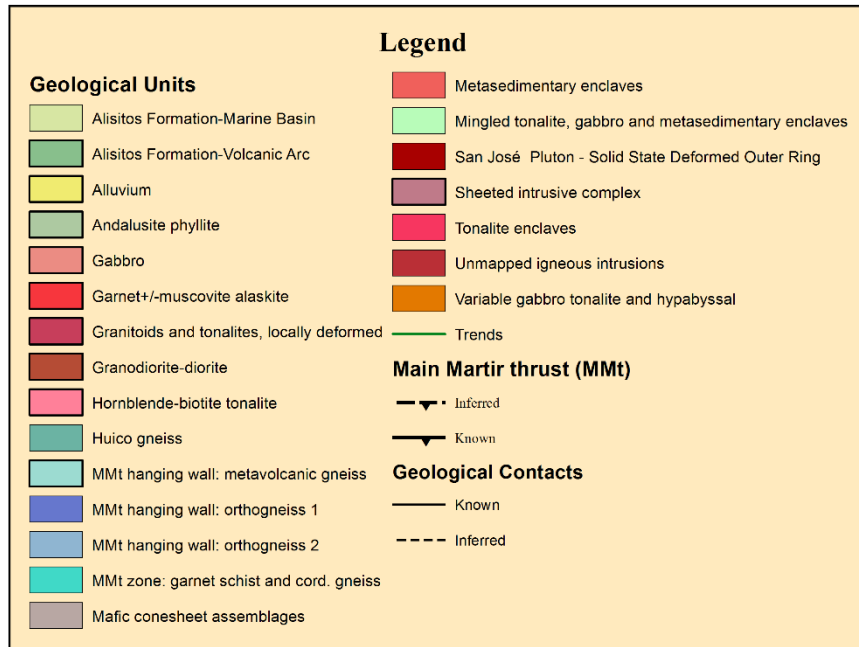 Legend
Geological Units
Alisitos Formation-Marine Basin
Alisitos Formation-Volcanic Arc
Alluvium
Andalusite phyllite
Gabbro
Garnet+/-muscovite alaskite
Granitoids and tonalites, locally deformed
Granodiorite-diorite
Hornblende-biotite tonalite
Huico gneiss
MMt hanging wall: metavolcanic gneiss
MMt hanging wall: orthogneiss 1
MMt hanging wall: orthogneiss 2
MMt zone: garnet schist and cord. gneiss
Mafic conesheet assemblages
Metasedimentary enclaves
Mingled tonalite, gabbro and metasedimentary enclaves
San José Pluton - Solid State Deformed Outer Ring
Sheeted intrusive complex
Tonalite enclaves
Unmapped igneous intrusions
Variable gabbro tonalite and hypabyssal
Trends
Main Martir thrust (MMt)
Inferred
Known
Geological Contacts
Known
Inferred